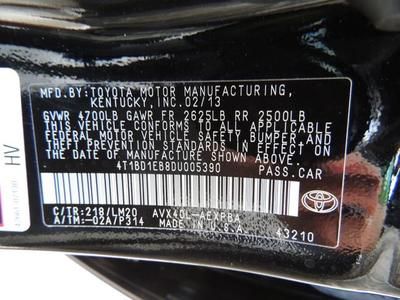 MFD.BY:TOYOTA MOTOR MANUFACTURING,
KENTUCKY, INC.02/13
GVWR 4700LB GAWR FR 2625LB RR 2500LB
THIS VEHICLE CONFORMS TO ALL APPLICABLE
FEDERAL MOTOR VEHICLE SAFETY BUMPER AND
THEFT PREVENTION STANDARDS IN EFFECT ON
THE DATE OF MANUFACTURE SHOWN ABOVE.
4T1BD1EB8DU005390 PASS.CAR
C/TR:218/LM20 AVX40L-AEXPBA
A/TM:-02A/P314 MADE IN U.S.A. 43210
TOYOTA
HV